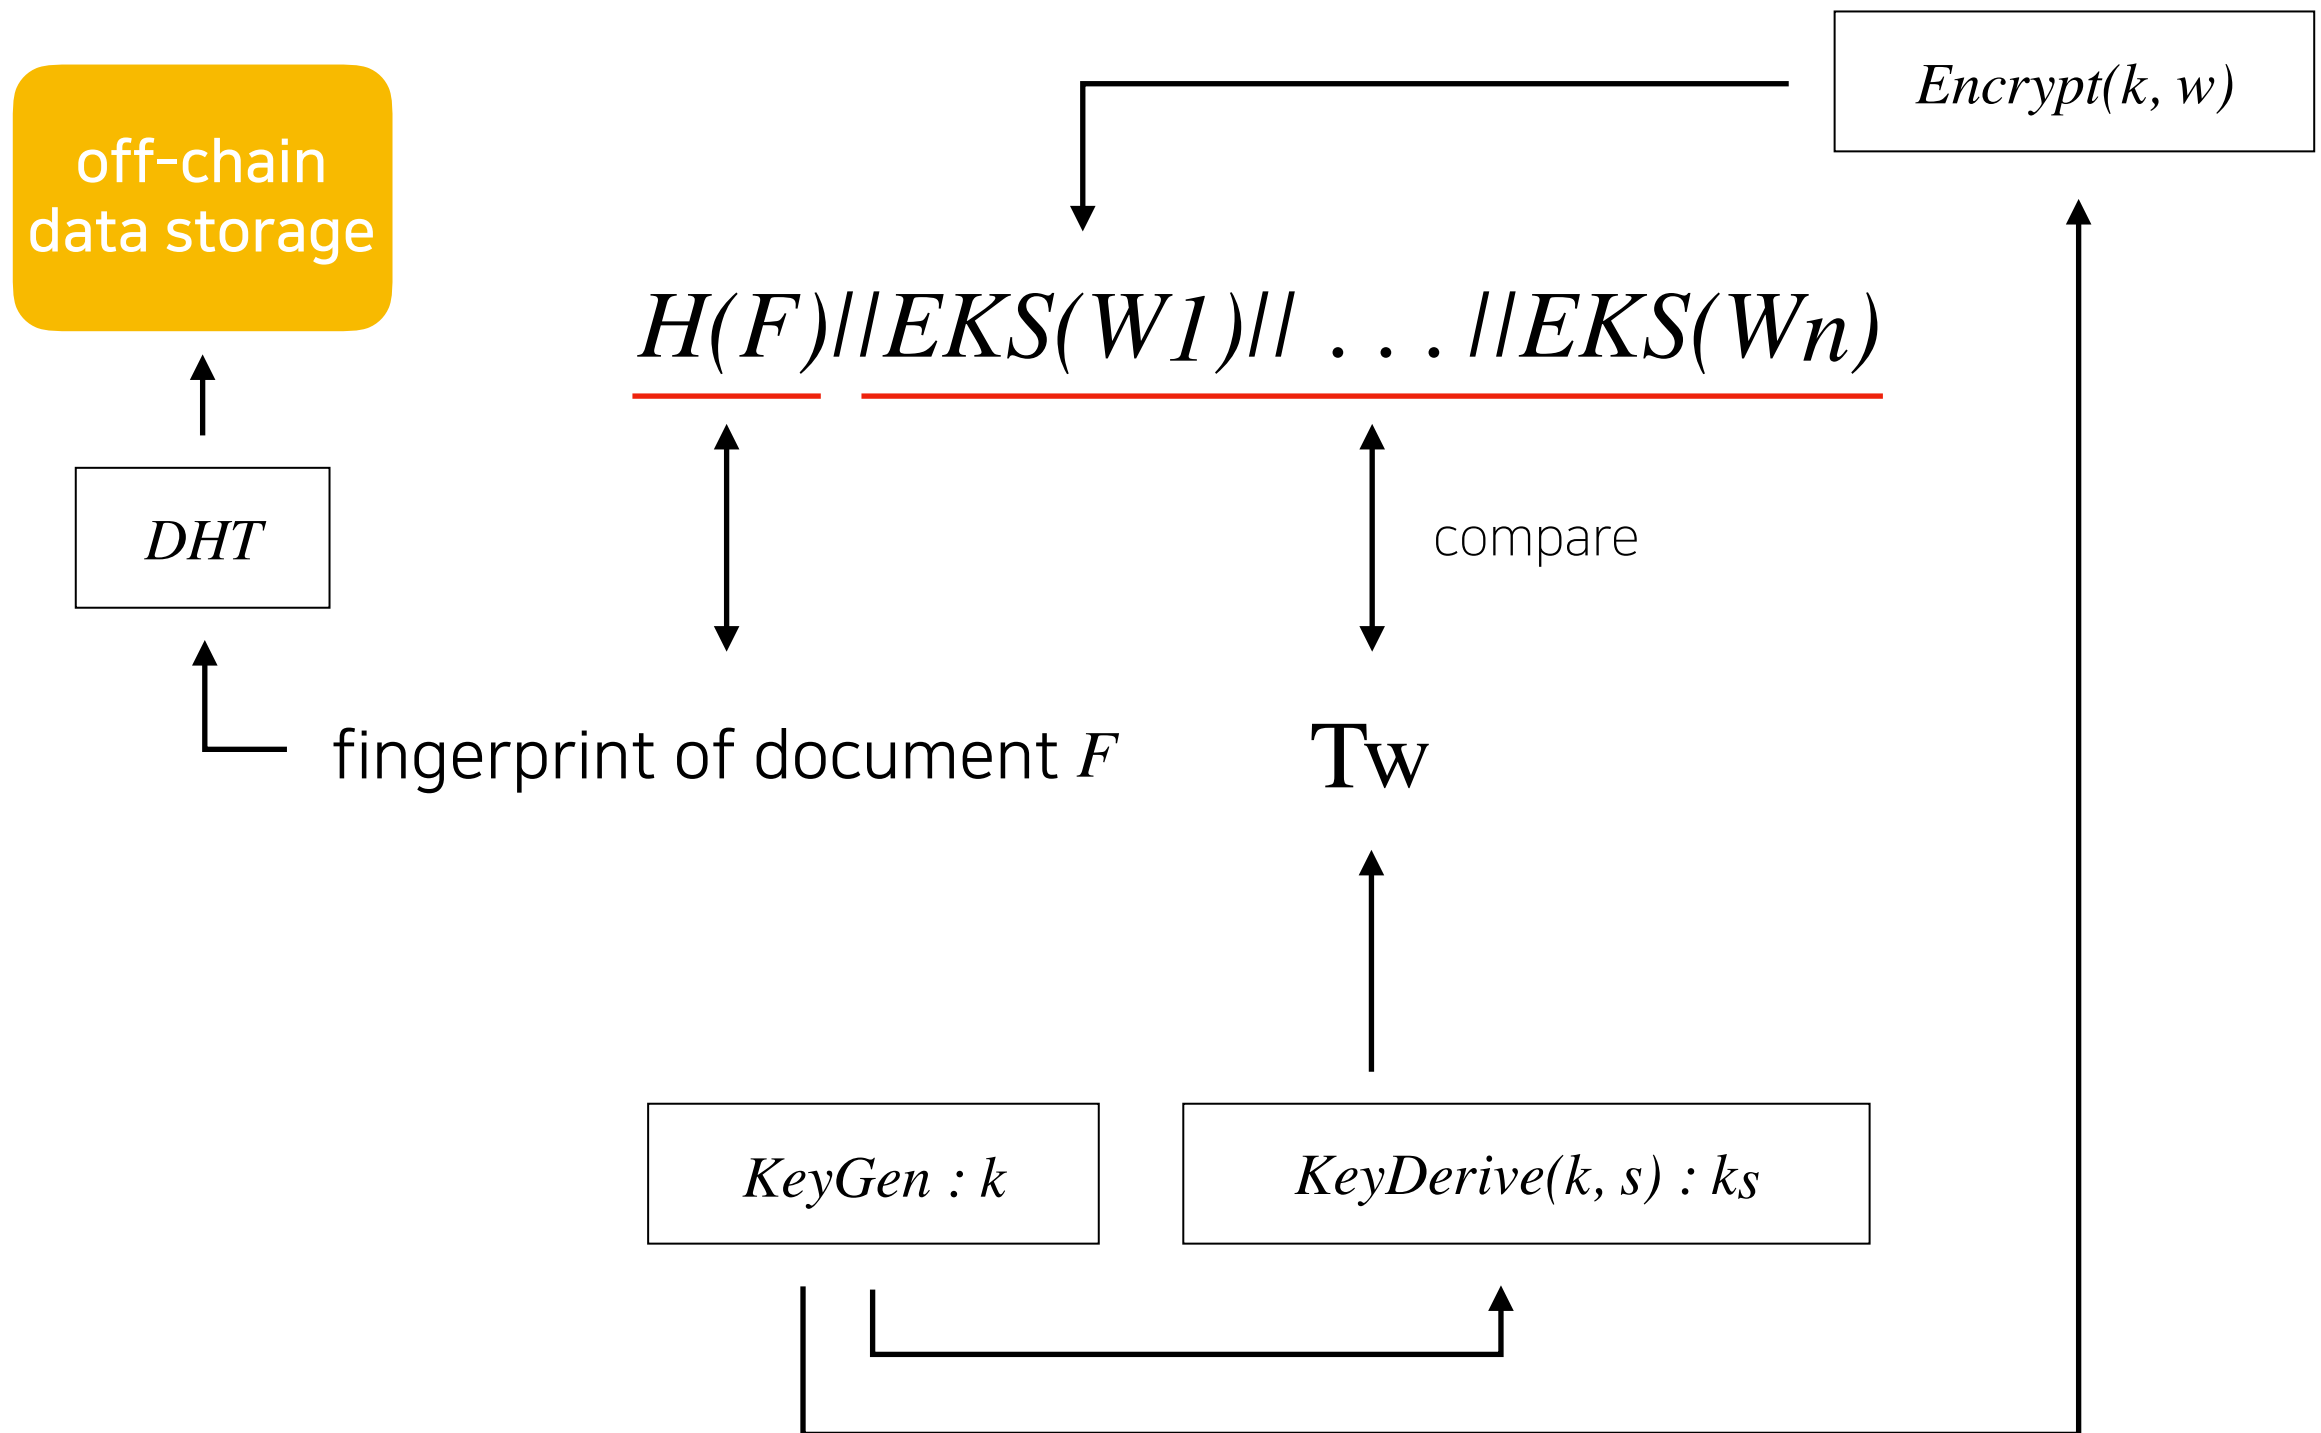 Encrypt(k, w)
off-chain
data storage
H(F)//EKS(W1)// . . . //EKS(Wn)
DHT
compare
fingerprint of document F
Tw
KeyGen : k
KeyDerive(k, s) : ks